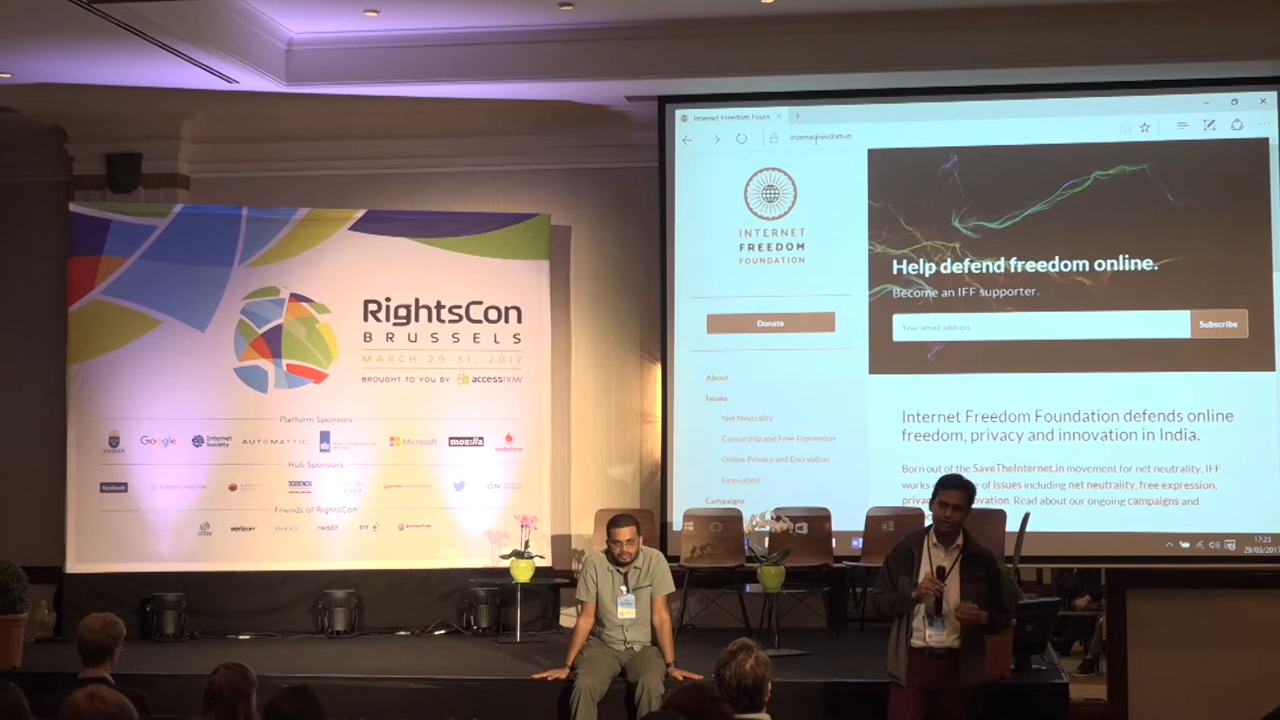 RightsCon
BRUSSELS
MARCH 29-31, 2017
BROUGHT TO YOU BY accessnow
Platform Sponsors
SWEDEN
Google
Internet Society
AUTOMATTIC
Microsoft
mozilla
vodafone
Hub Sponsors
facebook
Friends of RightsCon
verizon
reddit
Internet Freedom Foun
internetfreedom.in
INTERNET
FREEDOM
FOUNDATION
Donate
About
Issues
Net Neutrality
Censorship and Free Expression
Online Privacy and Encryption
Innovation
Campaigns
Help defend freedom online.
Become an IFF supporter.
Your email address
Subscribe
Internet Freedom Foundation defends online
freedom, privacy and innovation in India.
Born out of the SaveTheInternet.in movement for net neutrality, IFF
works of issues including net neutrality, free expression,
Read about our ongoing campaigns and
17:23
29/03/2017